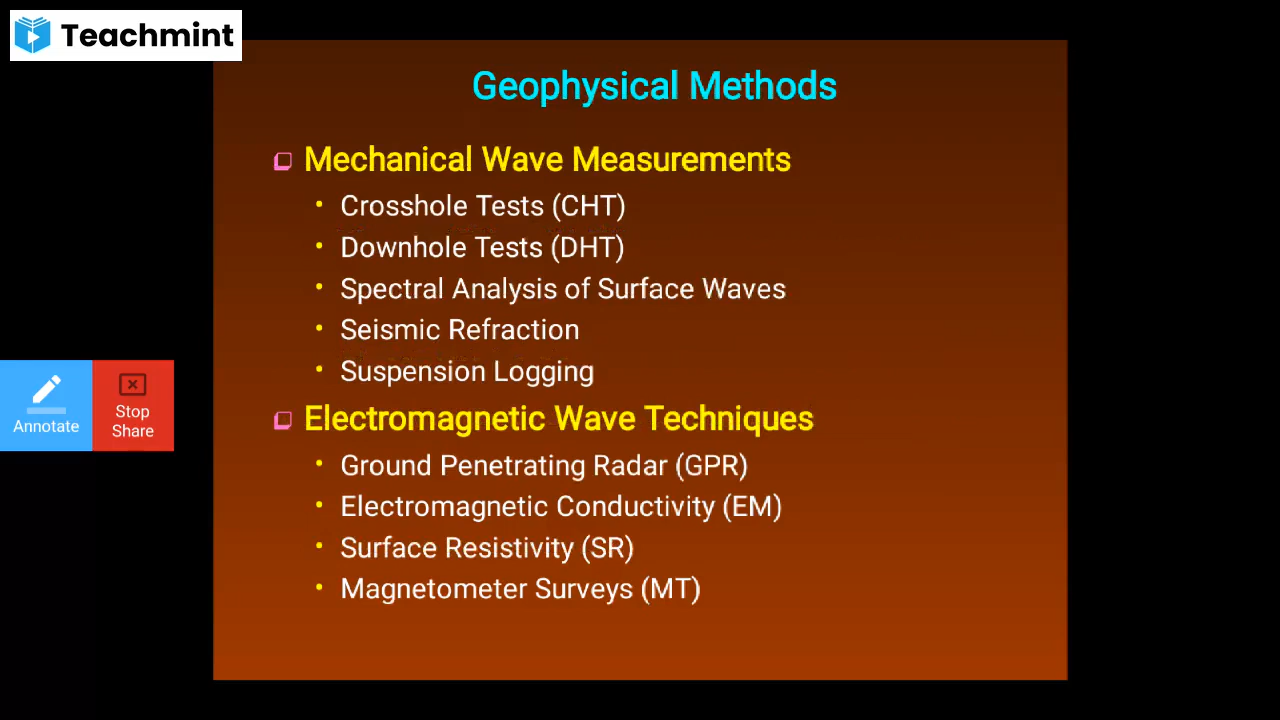 Teachmint
Geophysical Methods
Mechanical Wave Measurements
• Crosshole Tests (CHT)
• Downhole Tests (DHT)
• Spectral Analysis of Surface Waves
• Seismic Refraction
• Suspension Logging
Electromagnetic Wave Techniques
• Ground Penetrating Radar (GPR)
• Electromagnetic Conductivity (EM)
• Surface Resistivity (SR)
• Magnetometer Surveys (MT)
Annotate
Stop
Share